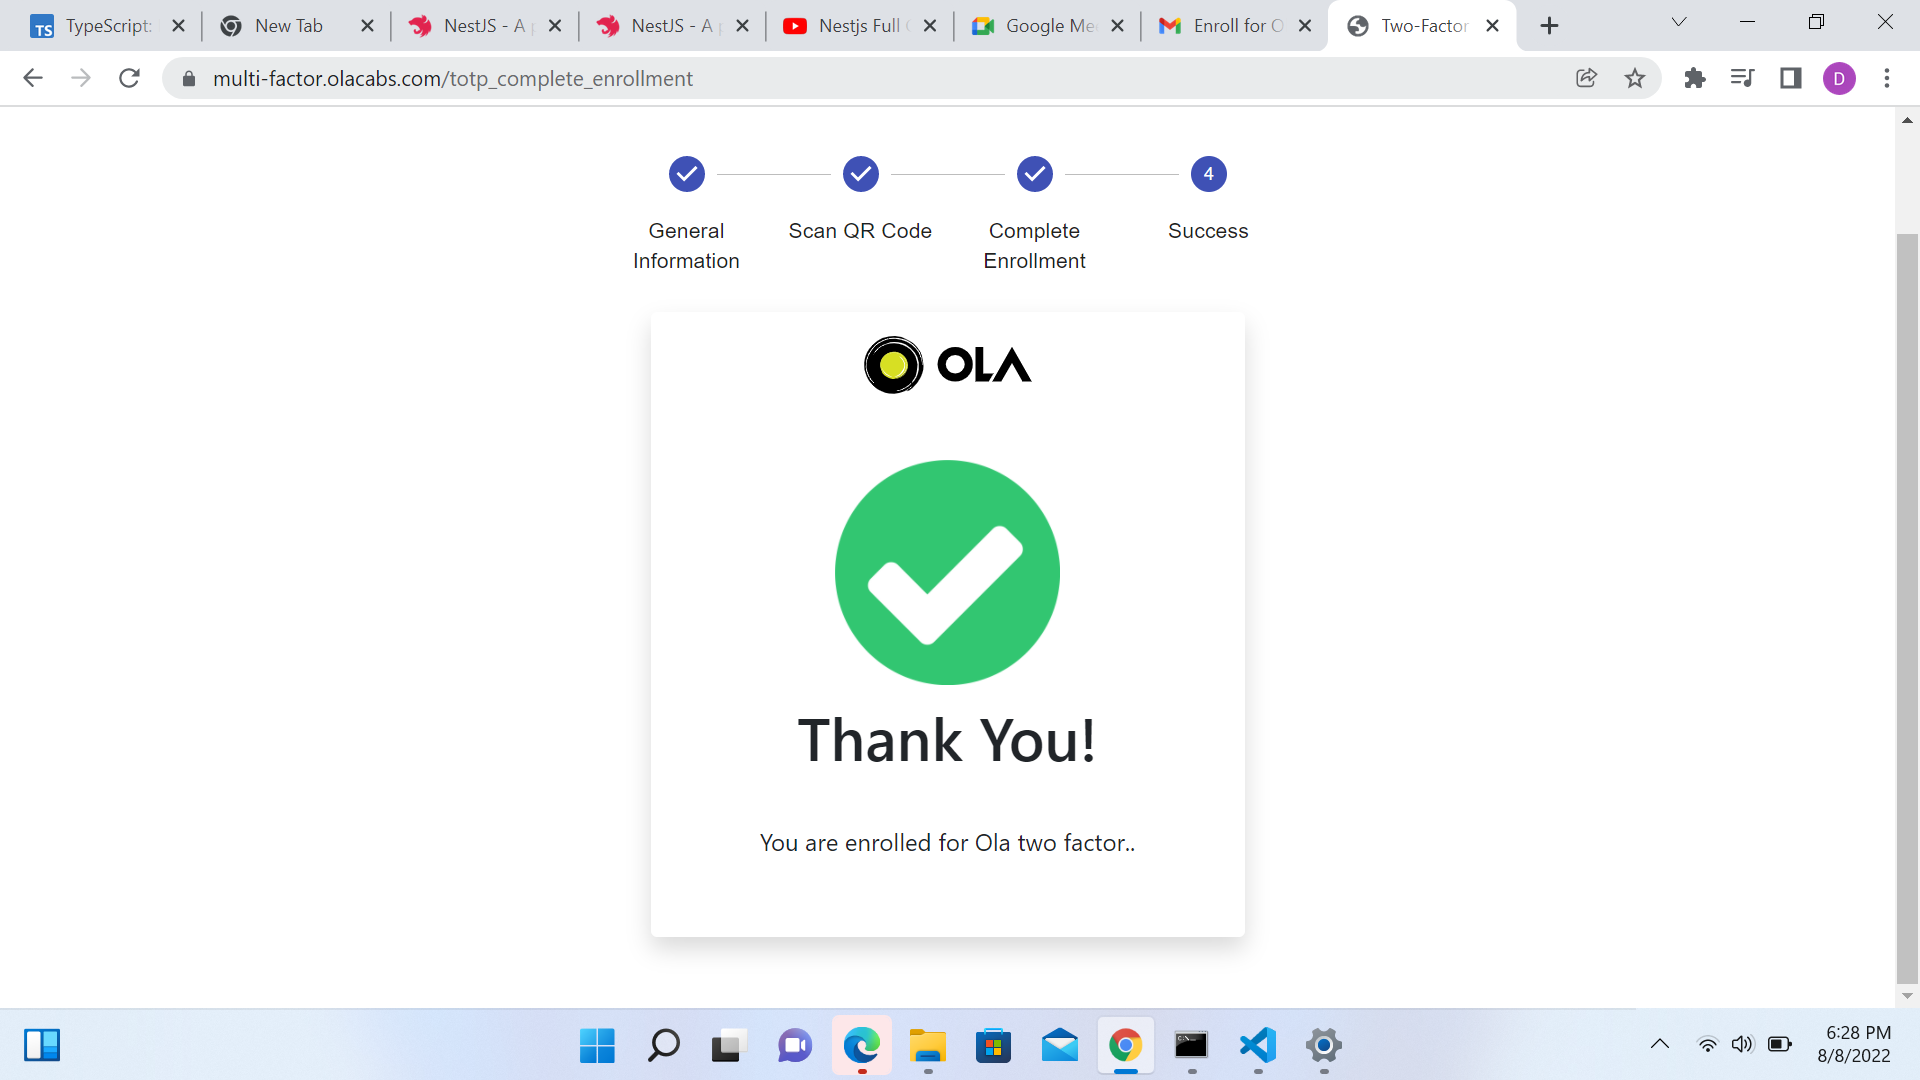 TypeScript:
New Tab
NestJS - A
NestJS - A
Nestjs Full
Google Me
Enroll for O
Two-Factor
multi-factor.olacabs.com/totp_complete_enrollment
D
4
General
Information
Scan QR Code
Complete
Enrollment
Success
OLA
Thank You!
You are enrolled for Ola two factor..
6:28 PM
8/8/2022